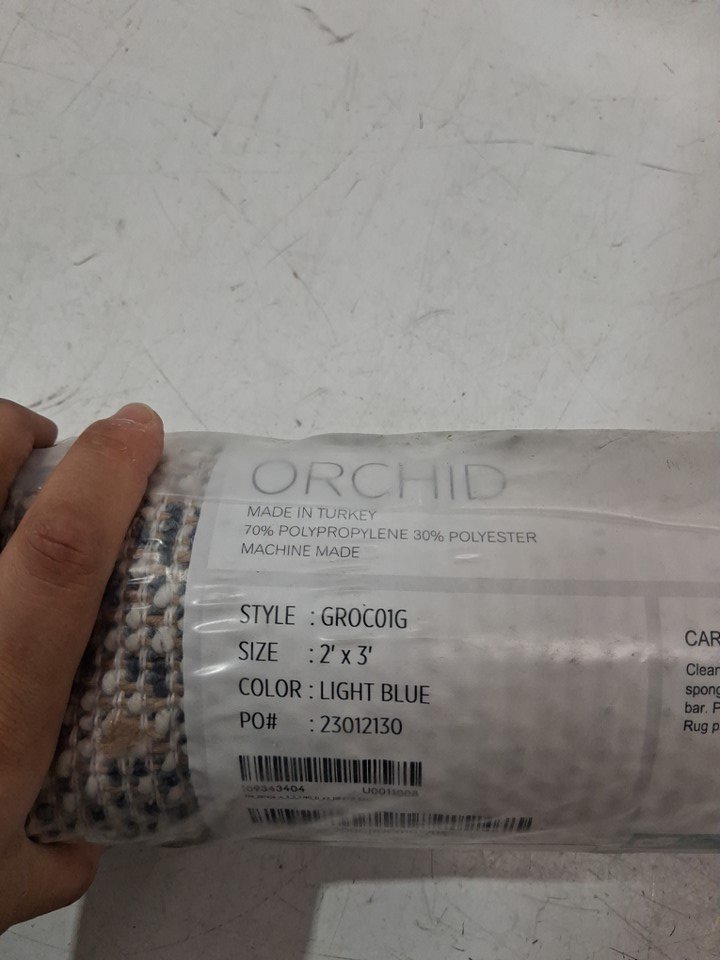 ORCHID
MADE IN TURKEY
70% POLYPROPYLENE 30% POLYESTER
MACHINE MADE
STYLE : GROC01G
SIZE : 2' x 3'
COLOR : LIGHT BLUE
PO# : 23012130
CAR
Clean
spong
bar. P
Rug p